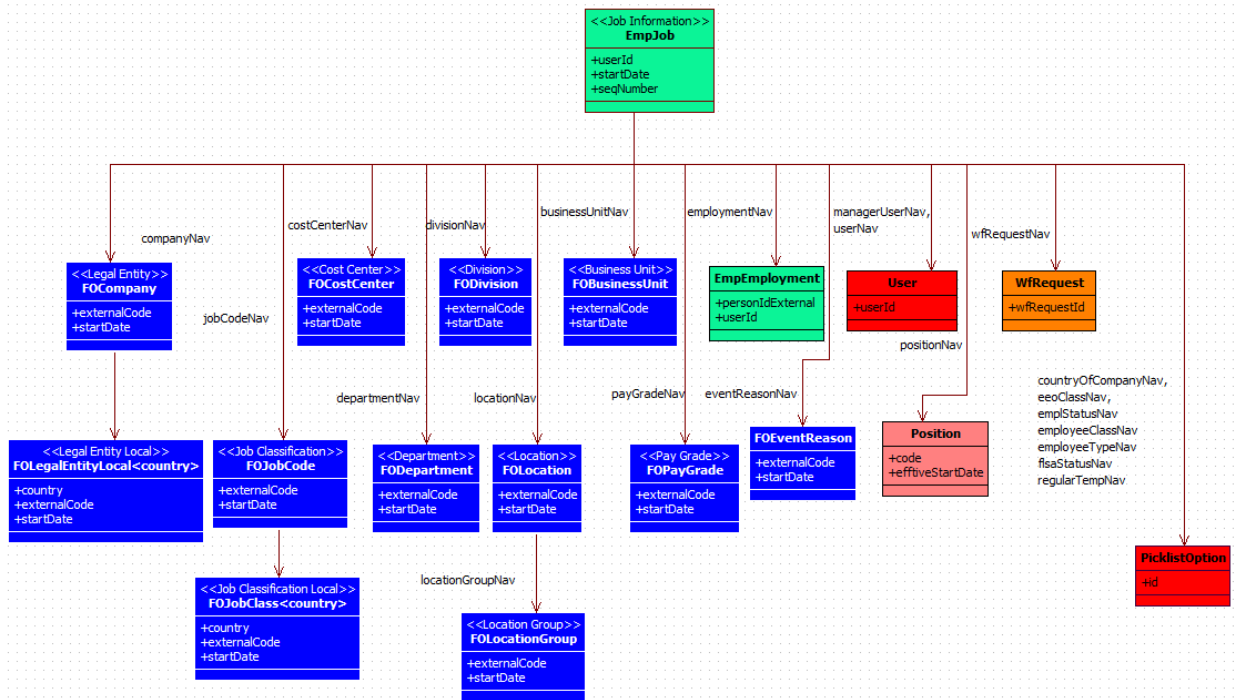 <<Job Information>>
EmpJob
+userId
+startDate
+seqNumber
companyNav
costCenterNav
divisionNav
businessUnitNav
employmentNav
managerUserNav,
userNav
wfRequestNav
<<Legal Entity>>
FOCompany
+externalCode
+startDate
<<Cost Center>>
FOCostCenter
+externalCode
+startDate
<<Division>>
FODivision
+externalCode
+startDate
<<Business Unit>>
FOBusinessUnit
+externalCode
+startDate
EmpEmployment
+personIdExternal
+userId
User
+userId
WfRequest
+wfRequestId
jobCodeNav
departmentNav
locationNav
payGradeNav
eventReasonNav
positionNav
countryOfCompanyNav,
eeoClassNav,
emplStatusNav
employeeClassNav
employeeTypeNav
flsaStatusNav
regularTempNav
<<Legal Entity Local>>
FOLegalEntityLocal<country>
+country
+externalCode
+startDate
<<Job Classification>>
FOJobCode
+externalCode
+startDate
<<Department>>
FODepartment
+externalCode
+startDate
<<Location>>
FOLocation
+externalCode
+startDate
<<Pay Grade>>
FOPayGrade
+externalCode
+startDate
FOEventReason
+externalCode
+startDate
Position
+code
+efftiveStartDate
PicklistOption
+id
<<Job Classification Local>>
FOJobClass<country>
+country
+externalCode
+startDate
locationGroupNav
<<Location Group>>
FOLocationGroup
+externalCode
+startDate